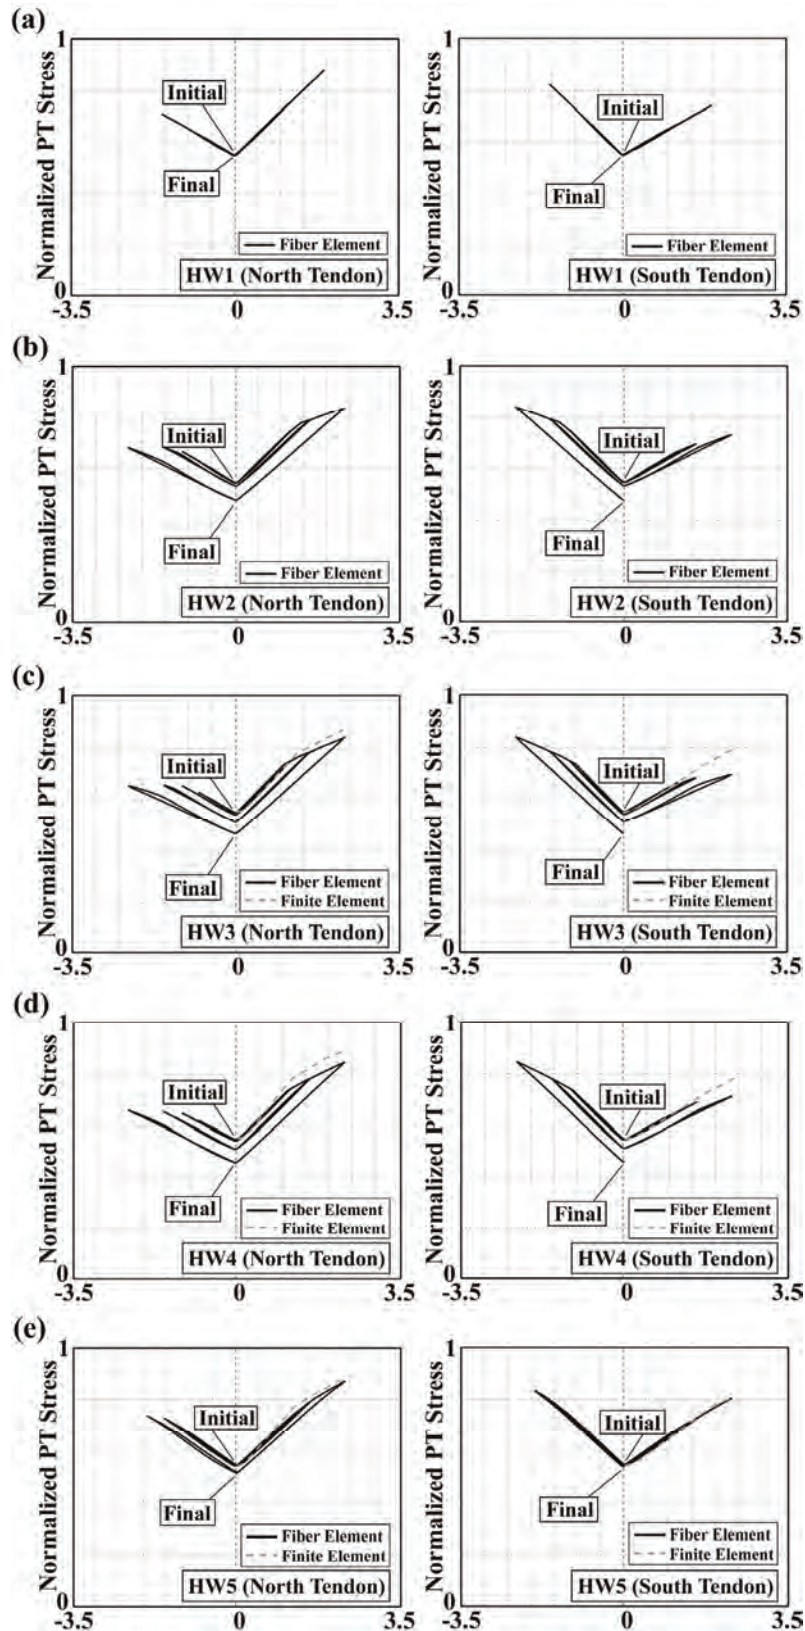 (a)
Normalized PT Stress
1
Initial
Final
Fiber Element
HW1 (North Tendon)
0
-3.5
0
3.5
Normalized PT Stress
1
Initial
Final
Fiber Element
HW1 (South Tendon)
0
-3.5
0
3.5
(b)
Normalized PT Stress
1
Initial
Final
Fiber Element
HW2 (North Tendon)
0
-3.5
0
3.5
Normalized PT Stress
1
Initial
Final
Fiber Element
HW2 (South Tendon)
0
-3.5
0
3.5
(c)
Normalized PT Stress
1
Initial
Final
Fiber Element
Finite Element
HW3 (North Tendon)
0
-3.5
0
3.5
Normalized PT Stress
1
Initial
Final
Fiber Element
Finite Element
HW3 (South Tendon)
0
-3.5
0
3.5
(d)
Normalized PT Stress
1
Initial
Final
Fiber Element
Finite Element
HW4 (North Tendon)
0
-3.5
0
3.5
Normalized PT Stress
1
Initial
Final
Fiber Element
Finite Element
HW4 (South Tendon)
0
-3.5
0
3.5
(e)
Normalized PT Stress
1
Initial
Final
Fiber Element
Finite Element
HW5 (North Tendon)
0
-3.5
0
3.5
Normalized PT Stress
1
Initial
Final
Fiber Element
Finite Element
HW5 (South Tendon)
0
-3.5
0
3.5